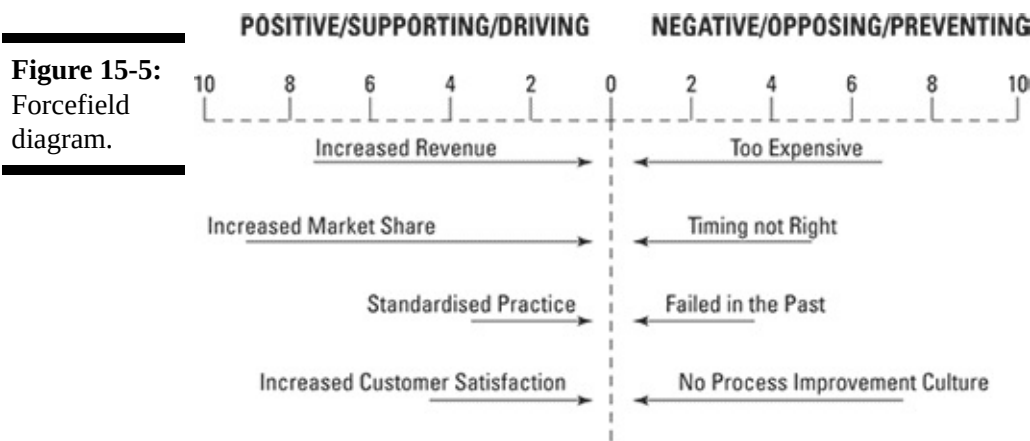 POSITIVE/SUPPORTING/DRIVING NEGATIVE/OPPOSING/PREVENTING
Figure 15-5:
Forcefield
diagram.
10 8 6 4 2 0 2 4 6 8 10
Increased Revenue Too Expensive
Increased Market Share Timing not Right
Standardised Practice Failed in the Past
Increased Customer Satisfaction No Process Improvement Culture